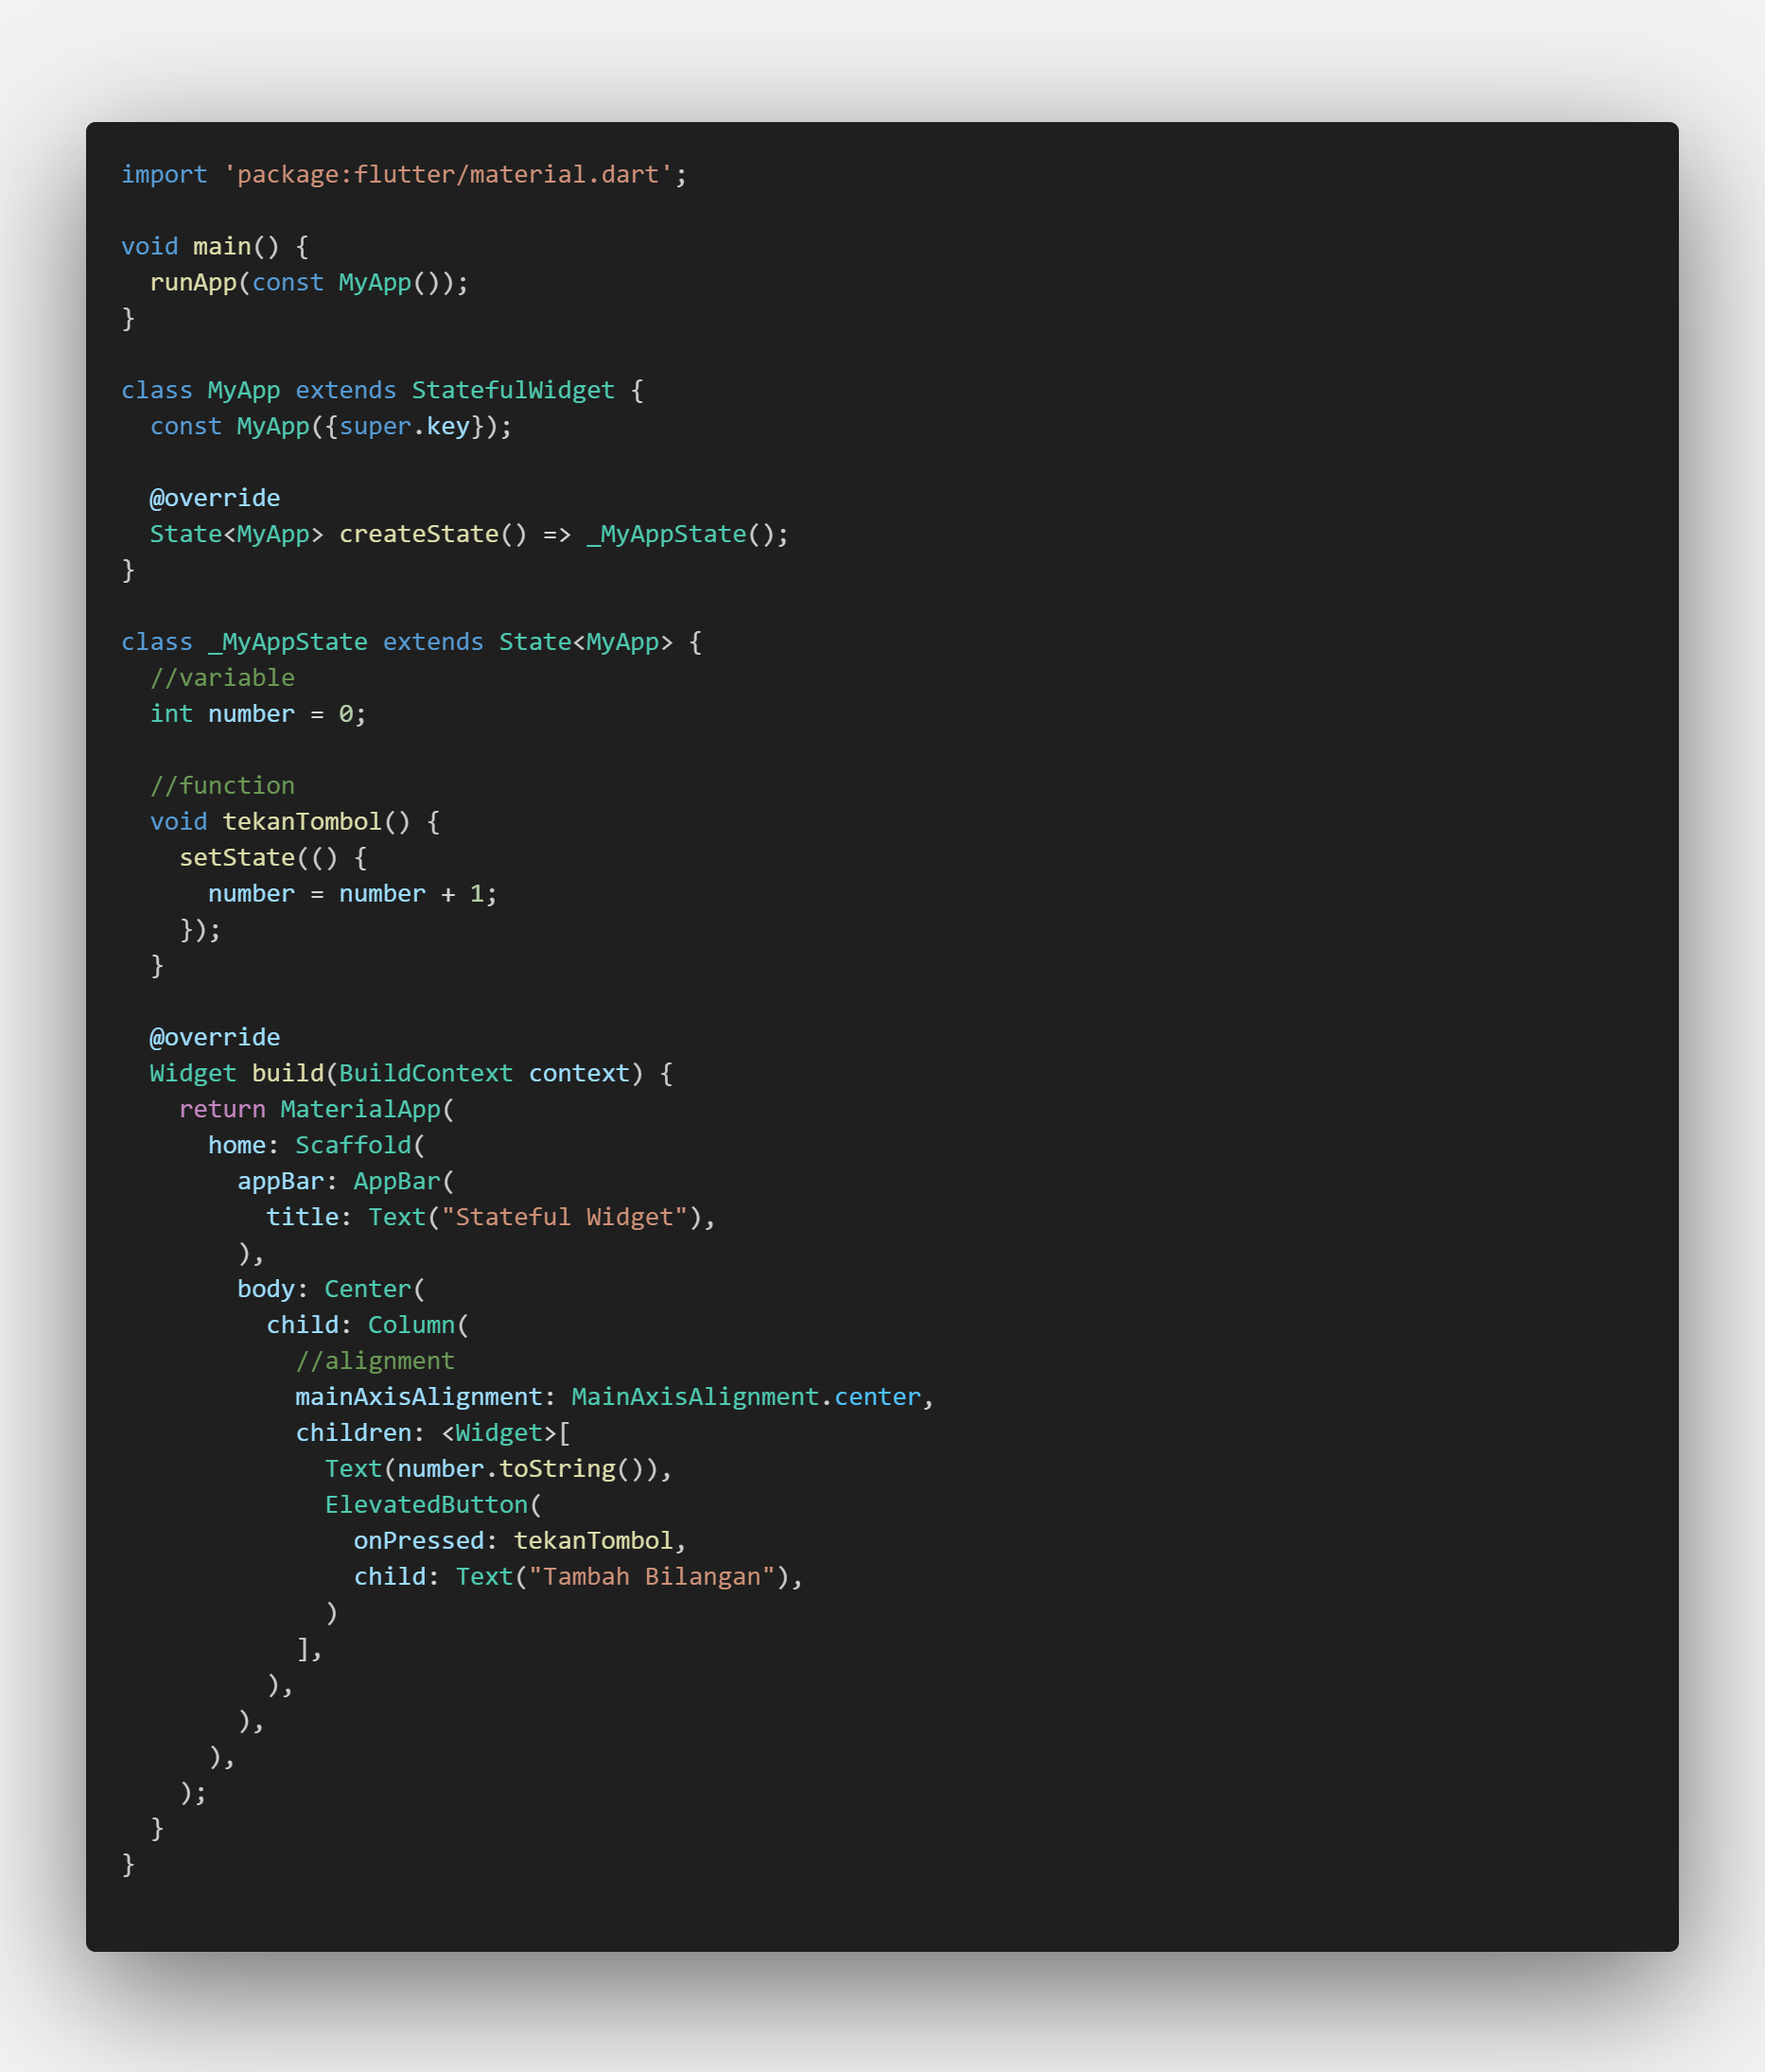 import 'package:flutter/material.dart';

void main() {
  runApp(const MyApp());
}

class MyApp extends StatefulWidget {
  const MyApp({super.key});

  @override
  State<MyApp> createState() => _MyAppState();
}

class _MyAppState extends State<MyApp> {
  //variable
  int number = 0;

  //function
  void tekanTombol() {
    setState(() {
      number = number + 1;
    });
  }

  @override
  Widget build(BuildContext context) {
    return MaterialApp(
      home: Scaffold(
        appBar: AppBar(
          title: Text("Stateful Widget"),
        ),
        body: Center(
          child: Column(
            //alignment
            mainAxisAlignment: MainAxisAlignment.center,
            children: <Widget>[
              Text(number.toString()),
              ElevatedButton(
                onPressed: tekanTombol,
                child: Text("Tambah Bilangan"),
              )
            ],
          ),
        ),
      ),
    );
  }
}